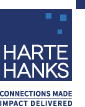 HARTE
HANKS
CONNECTIONS MADE
IMPACT DELIVERED